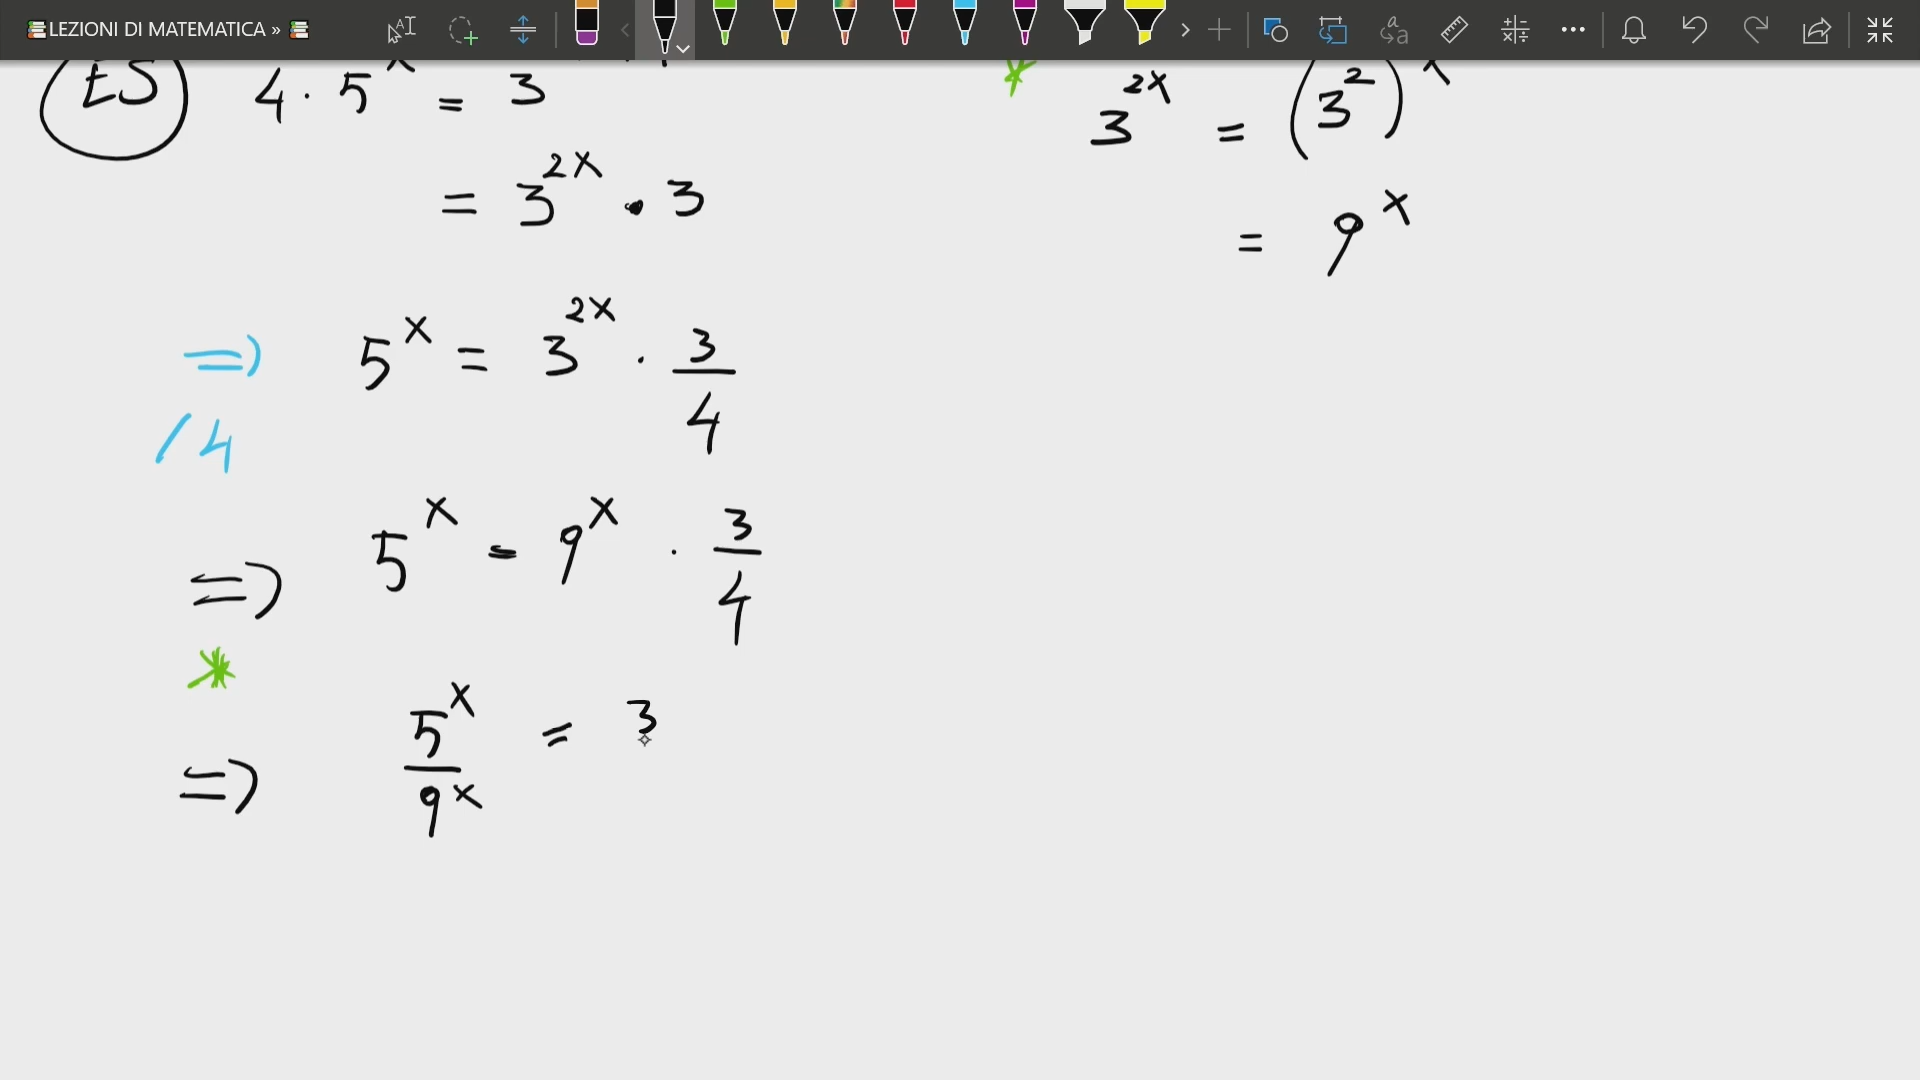 LEZIONI DI MATEMATICA »
ES 4 · 5^x = 3
= 3^2x · 3
=> 5^x = 3^2x · 3/4
/4
=> 5^x = 9^x · 3/4
*
=> 5^x/9^x = 3
* 3^2x = (3^2)^x
= 9^x